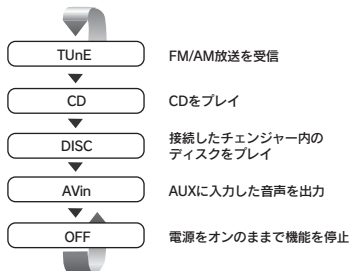 TUnE
FM/AM放送を受信
CD
CDをプレイ
DISC
接続したチェンジャー内の
ディスクをプレイ
AVin
AUXに入力した音声を出力
OFF
電源をオンのままで機能を停止